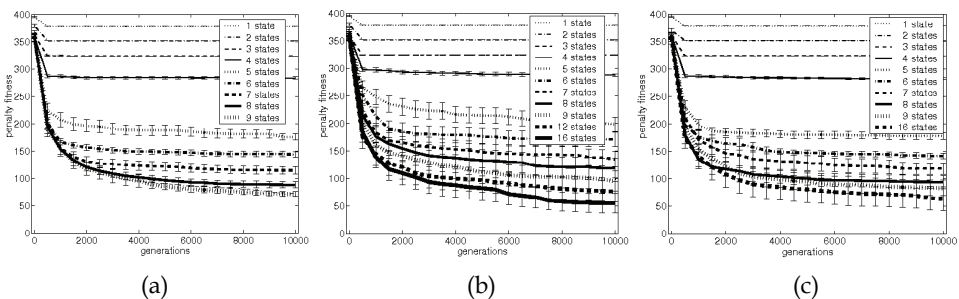 400
350
300
250
200
150
100
50
0
penalty fitness
0 2000 4000 6000 8000 10000
generations
1 state
2 states
3 states
4 states
5 states
6 states
7 states
8 states
9 states
(a)
400
350
300
250
200
150
100
50
0
penalty fitness
0 2000 4000 6000 8000 10000
generations
1 state
2 states
3 states
4 states
5 states
6 states
7 states
8 states
9 states
12 states
16 states
(b)
400
350
300
250
200
150
100
50
0
penalty fitness
0 2000 4000 6000 8000 10000
generations
1 state
2 states
3 states
4 states
5 states
6 states
7 states
8 states
9 states
16 states
(c)